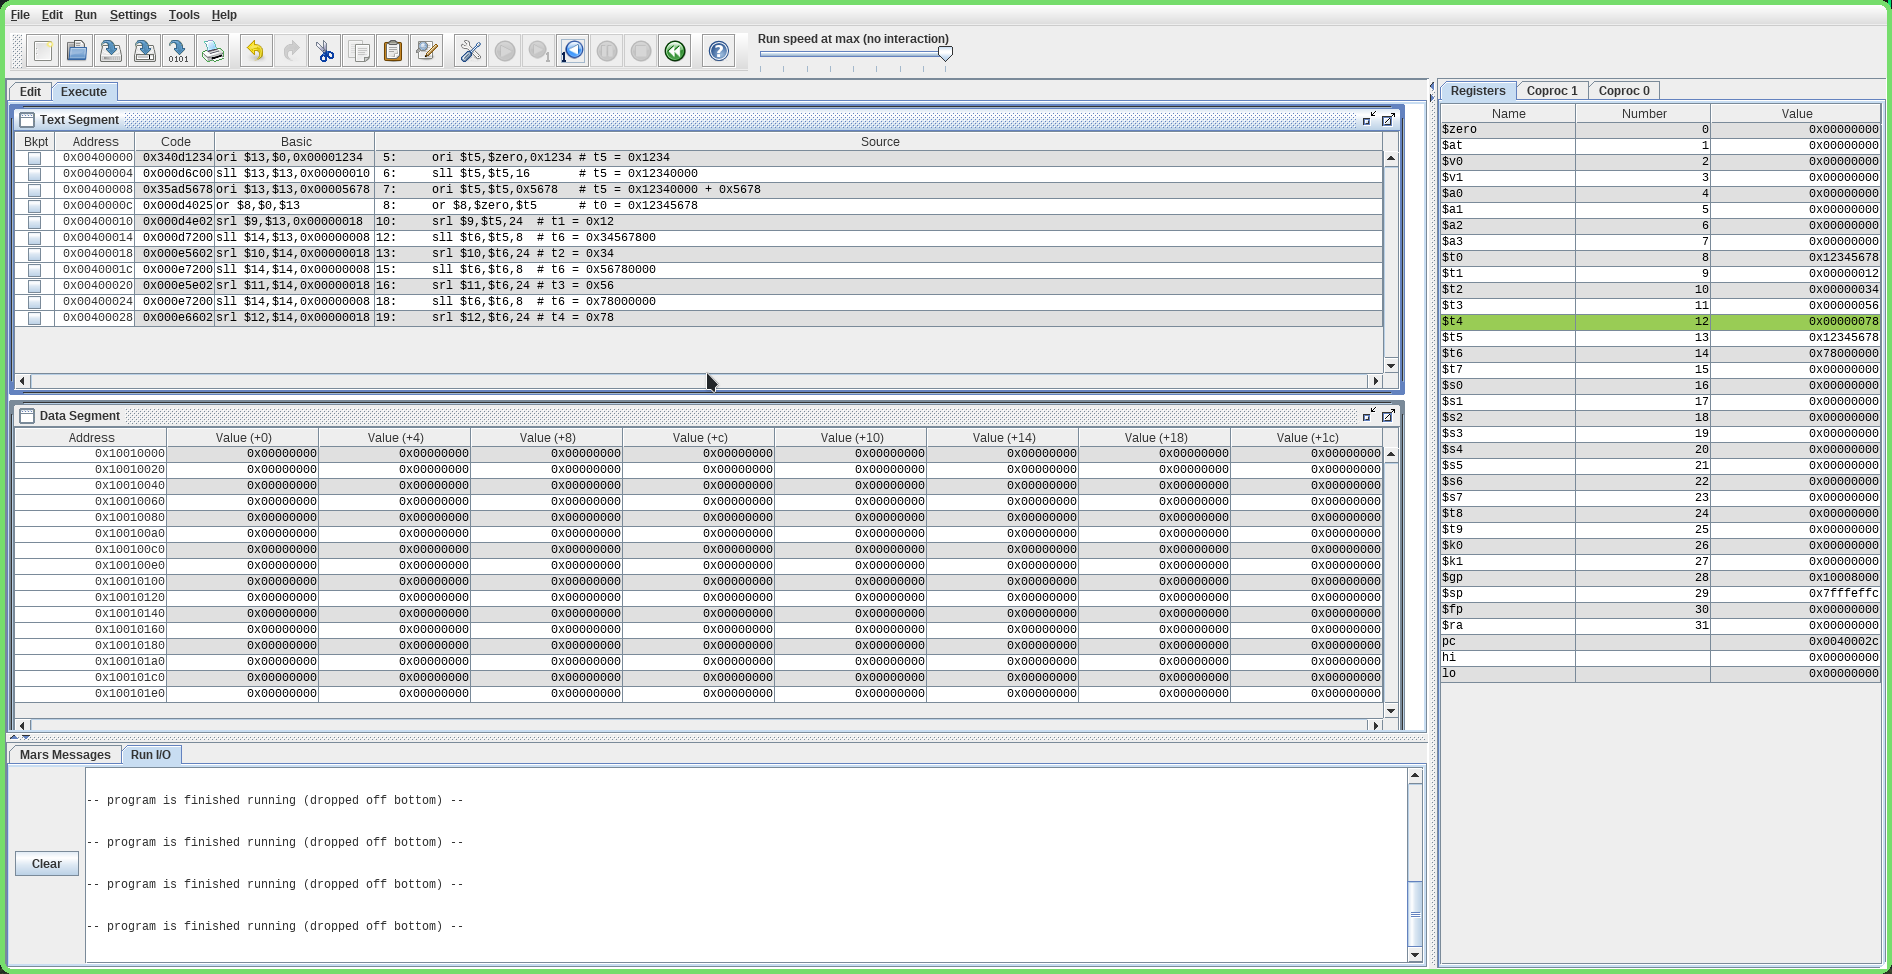 File Edit Run Settings Tools Help
Run speed at max (no interaction)
Edit Execute
Text Segment
Bkpt Address Code Basic Source
0x00400000 0x340d1234 ori $13,$0,0x00001234 5: ori $t5,$zero,0x1234 # t5 = 0x1234
0x00400004 0x000d6c00 sll $13,$13,0x00000010 6: sll $t5,$t5,16 # t5 = 0x12340000
0x00400008 0x35ad5678 ori $13,$13,0x00005678 7: ori $t5,$t5,0x5678 # t5 = 0x12340000 + 0x5678
0x0040000c 0x000d4025 or $8,$0,$13 8: or $8,$zero,$t5 # t0 = 0x12345678
0x00400010 0x000d4e02 srl $9,$13,0x00000018 10: srl $9,$t5,24 # t1 = 0x12
0x00400014 0x000d7200 sll $14,$13,0x00000008 12: sll $t6,$t5,8 # t6 = 0x34567800
0x00400018 0x000e5602 srl $10,$14,0x00000018 13: srl $10,$t6,24 # t2 = 0x34
0x0040001c 0x000e7200 sll $14,$14,0x00000008 15: sll $t6,$t6,8 # t6 = 0x56780000
0x00400020 0x000e5e02 srl $11,$14,0x00000018 16: srl $11,$t6,24 # t3 = 0x56
0x00400024 0x000e7200 sll $14,$14,0x00000008 18: sll $t6,$t6,8 # t6 = 0x78000000
0x00400028 0x000e6602 srl $12,$14,0x00000018 19: srl $12,$t6,24 # t4 = 0x78
Data Segment
Address Value (+0) Value (+4) Value (+8) Value (+c) Value (+10) Value (+14) Value (+18) Value (+1c)
0x10010000 0x00000000 0x00000000 0x00000000 0x00000000 0x00000000 0x00000000 0x00000000 0x00000000
0x10010020 0x00000000 0x00000000 0x00000000 0x00000000 0x00000000 0x00000000 0x00000000 0x00000000
0x10010040 0x00000000 0x00000000 0x00000000 0x00000000 0x00000000 0x00000000 0x00000000 0x00000000
0x10010060 0x00000000 0x00000000 0x00000000 0x00000000 0x00000000 0x00000000 0x00000000 0x00000000
0x10010080 0x00000000 0x00000000 0x00000000 0x00000000 0x00000000 0x00000000 0x00000000 0x00000000
0x100100a0 0x00000000 0x00000000 0x00000000 0x00000000 0x00000000 0x00000000 0x00000000 0x00000000
0x100100c0 0x00000000 0x00000000 0x00000000 0x00000000 0x00000000 0x00000000 0x00000000 0x00000000
0x100100e0 0x00000000 0x00000000 0x00000000 0x00000000 0x00000000 0x00000000 0x00000000 0x00000000
0x10010100 0x00000000 0x00000000 0x00000000 0x00000000 0x00000000 0x00000000 0x00000000 0x00000000
0x10010120 0x00000000 0x00000000 0x00000000 0x00000000 0x00000000 0x00000000 0x00000000 0x00000000
0x10010140 0x00000000 0x00000000 0x00000000 0x00000000 0x00000000 0x00000000 0x00000000 0x00000000
0x10010160 0x00000000 0x00000000 0x00000000 0x00000000 0x00000000 0x00000000 0x00000000 0x00000000
0x10010180 0x00000000 0x00000000 0x00000000 0x00000000 0x00000000 0x00000000 0x00000000 0x00000000
0x100101a0 0x00000000 0x00000000 0x00000000 0x00000000 0x00000000 0x00000000 0x00000000 0x00000000
0x100101c0 0x00000000 0x00000000 0x00000000 0x00000000 0x00000000 0x00000000 0x00000000 0x00000000
0x100101e0 0x00000000 0x00000000 0x00000000 0x00000000 0x00000000 0x00000000 0x00000000 0x00000000
Mars Messages Run I/O
Clear
-- program is finished running (dropped off bottom) --
-- program is finished running (dropped off bottom) --
-- program is finished running (dropped off bottom) --
-- program is finished running (dropped off bottom) --
Registers Coproc 1 Coproc 0
Name Number Value
$zero 0 0x00000000
$at 1 0x00000000
$v0 2 0x00000000
$v1 3 0x00000000
$a0 4 0x00000000
$a1 5 0x00000000
$a2 6 0x00000000
$a3 7 0x00000000
$t0 8 0x12345678
$t1 9 0x00000012
$t2 10 0x00000034
$t3 11 0x00000056
$t4 12 0x00000078
$t5 13 0x12345678
$t6 14 0x78000000
$t7 15 0x00000000
$s0 16 0x00000000
$s1 17 0x00000000
$s2 18 0x00000000
$s3 19 0x00000000
$s4 20 0x00000000
$s5 21 0x00000000
$s6 22 0x00000000
$s7 23 0x00000000
$t8 24 0x00000000
$t9 25 0x00000000
$k0 26 0x00000000
$k1 27 0x00000000
$gp 28 0x10008000
$sp 29 0x7fffeffc
$fp 30 0x00000000
$ra 31 0x00000000
pc 0x0040002c
hi 0x00000000
lo 0x00000000